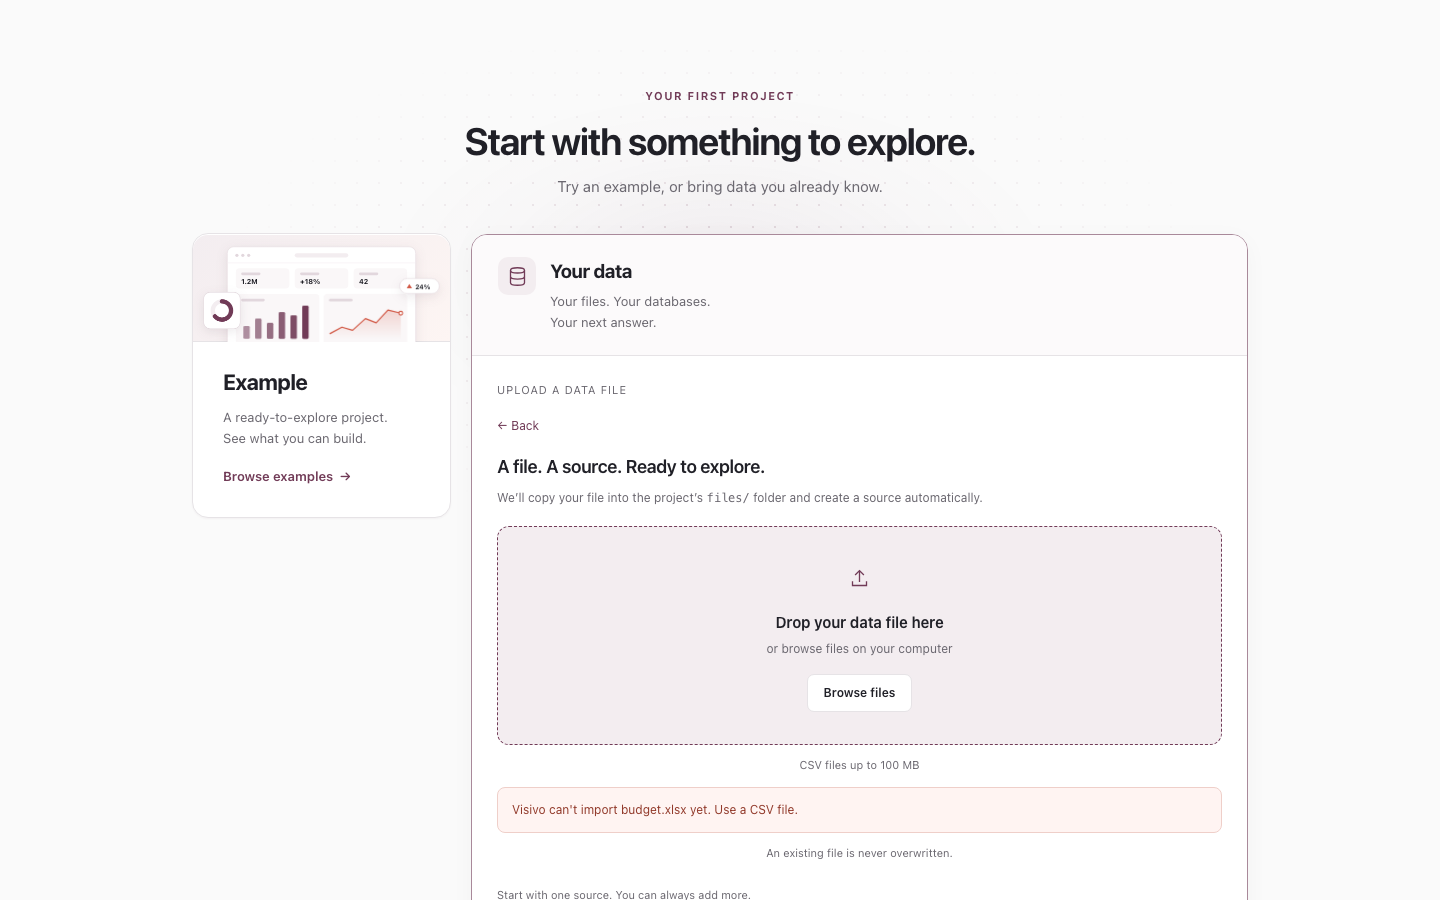 YOUR FIRST PROJECT
Start with something to explore.
Try an example, or bring data you already know.
1.2M
+18%
42
24%
Example
A ready-to-explore project.
See what you can build.
Browse examples →
Your data
Your files. Your databases.
Your next answer.
UPLOAD A DATA FILE
← Back
A file. A source. Ready to explore.
We’ll copy your file into the project’s files/ folder and create a source automatically.
Drop your data file here
or browse files on your computer
Browse files
CSV files up to 100 MB
Visivo can't import budget.xlsx yet. Use a CSV file.
An existing file is never overwritten.
Start with one source. You can always add more.